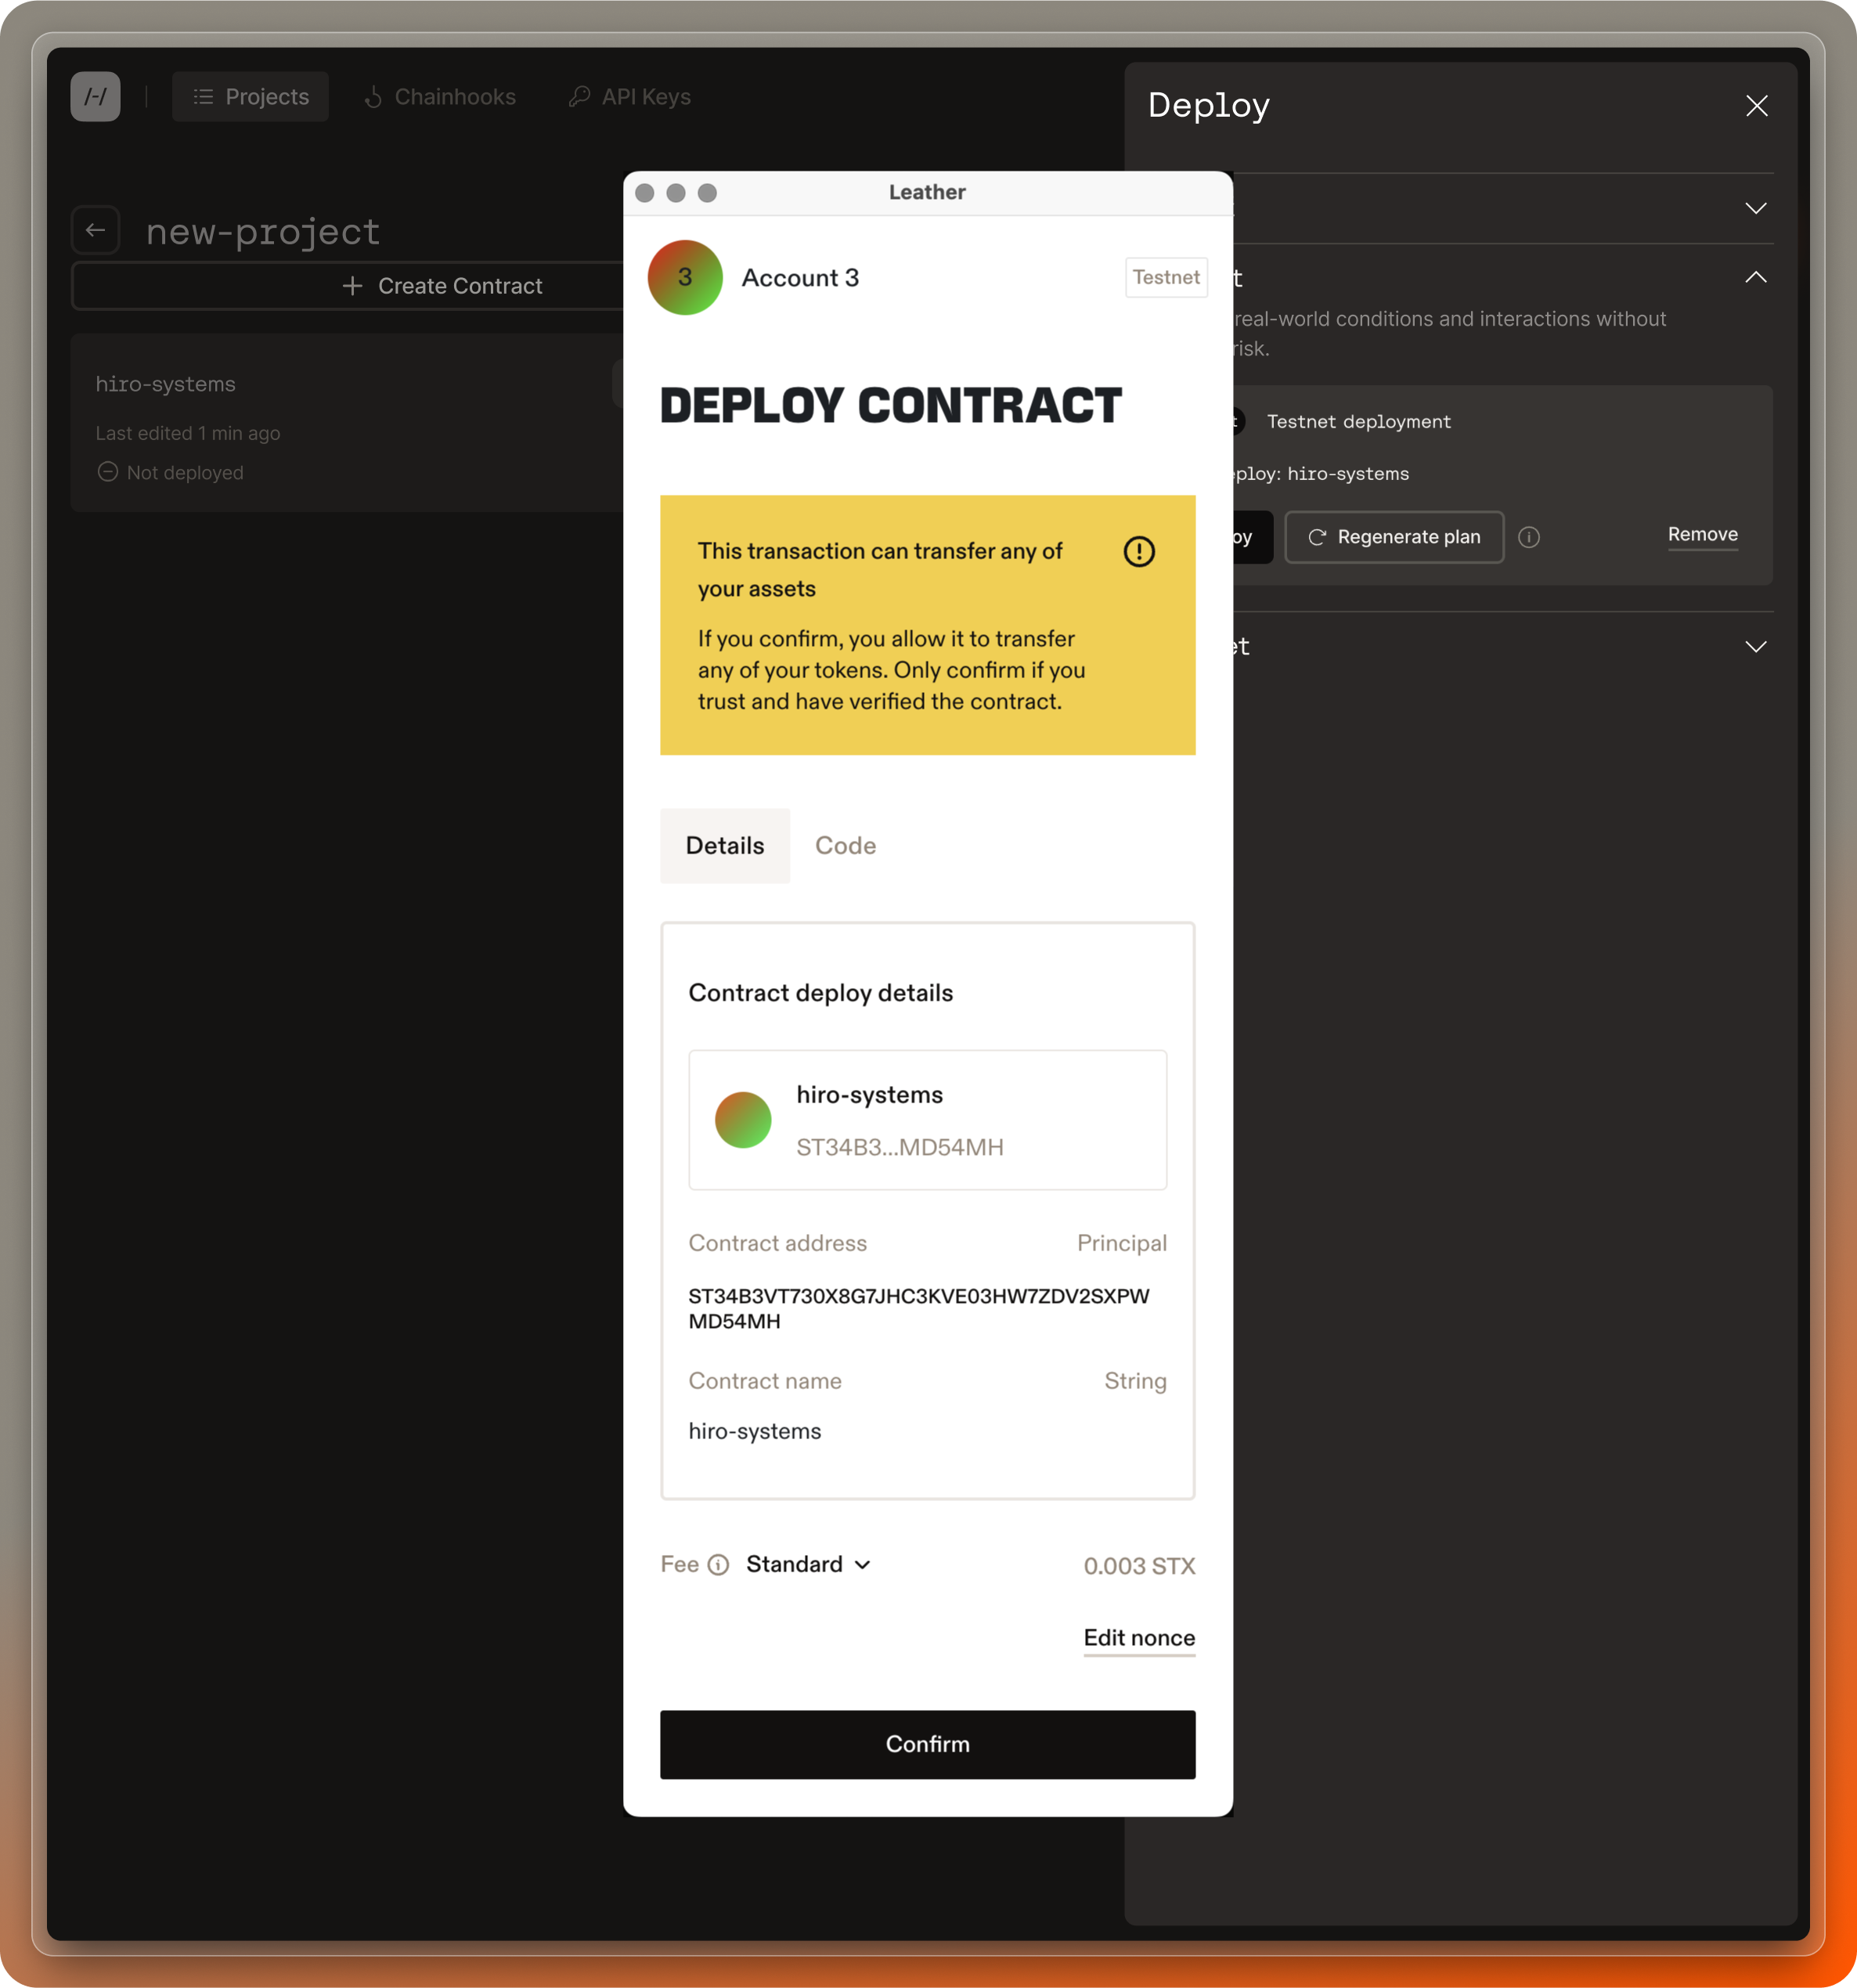 /-/
Projects
Chainhooks
API Keys
new-project
Create Contract
hiro-systems
Last edited 1 min ago
Not deployed
Deploy
t
real-world conditions and interactions without
risk.
t
Testnet deployment
ploy: hiro-systems
oy
Regenerate plan
Remove
et
Leather
3
Account 3
Testnet
DEPLOY CONTRACT
This transaction can transfer any of
your assets
If you confirm, you allow it to transfer
any of your tokens. Only confirm if you
trust and have verified the contract.
Details
Code
Contract deploy details
hiro-systems
ST34B3...MD54MH
Contract address
Principal
ST34B3VT730X8G7JHC3KVE03HW7ZDV2SXPW
MD54MH
Contract name
String
hiro-systems
Fee
Standard
0.003 STX
Edit nonce
Confirm